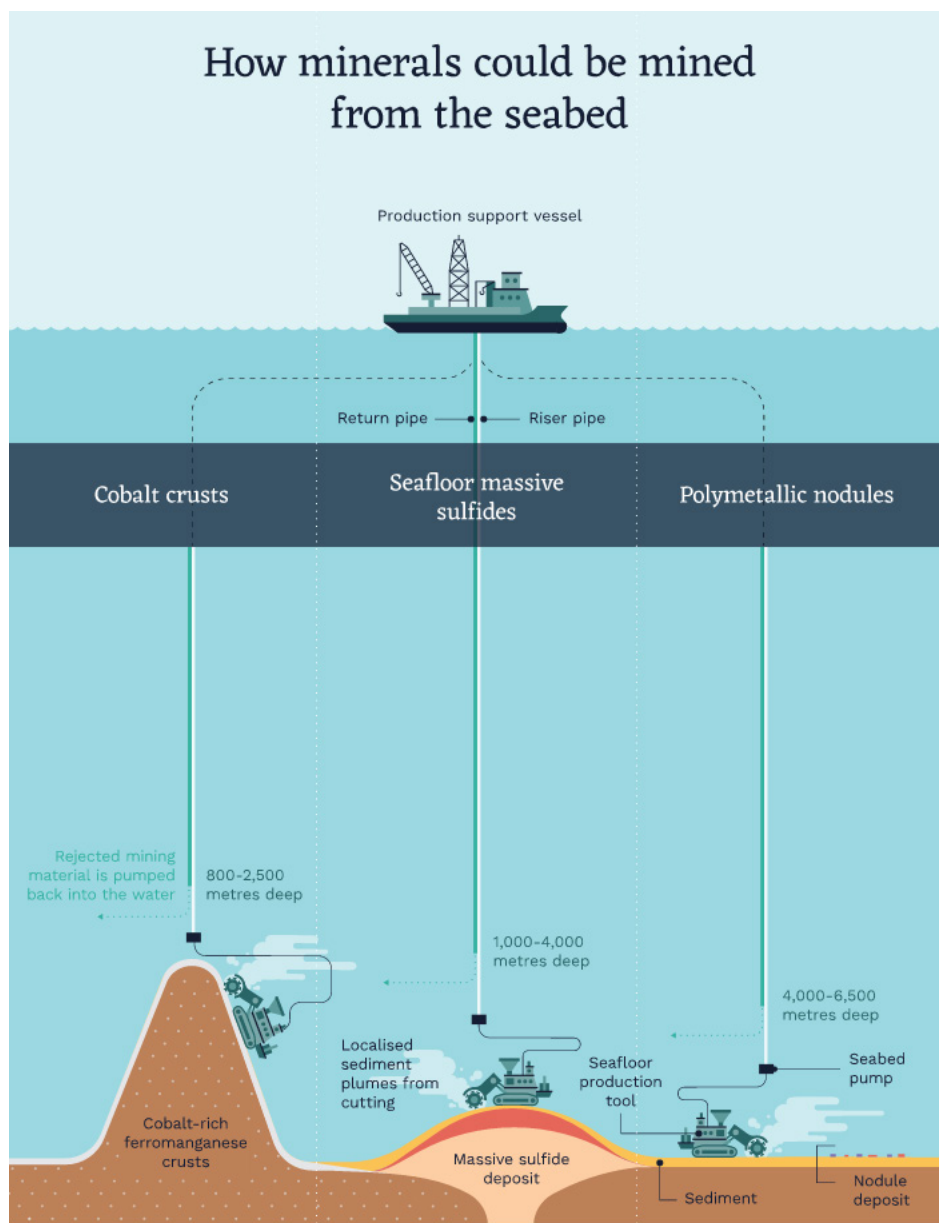 How minerals could be mined
from the seabed
Production support vessel
Return pipe
Riser pipe
Cobalt crusts
Seafloor massive
sulfides
Polymetallic nodules
Rejected mining
material is pumped
back into the water
800-2,500
metres deep
1,000-4,000
metres deep
4,000-6,500
metres deep
Localised
sediment
plumes from
cutting
Seafloor
production
tool
Seabed
pump
Cobalt-rich
ferromanganese
crusts
Massive sulfide
deposit
Sediment
Nodule
deposit